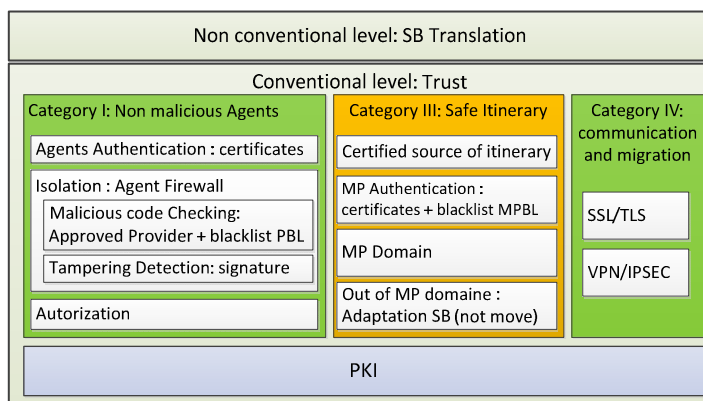 Non conventional level: SB Translation
Conventional level: Trust
Category I: Non malicious Agents
Agents Authentication : certificates
Isolation : Agent Firewall
Malicious code Checking:
Approved Provider + blacklist PBL
Tampering Detection: signature
Autorization
Category III: Safe Itinerary
Certified source of itinerary
MP Authentication :
certificates + blacklist MPBL
MP Domain
Out of MP domaine :
Adaptation SB (not move)
Category IV:
communication
and migration
SSL/TLS
VPN/IPSEC
PKI